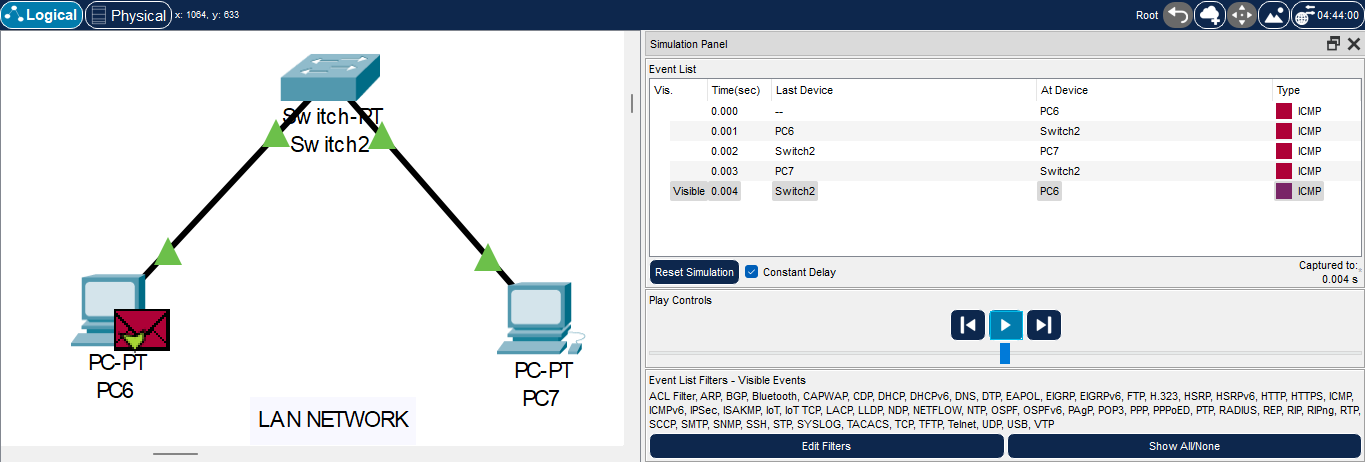 Logical Physical x: 1064, y: 633 Root 04:44:00
Switch-PT
Switch2
PC-PT
PC6
PC-PT
PC7
LAN NETWORK
Simulation Panel
Event List
Vis. Time(sec) Last Device At Device Type
0.000 -- PC6 ICMP
0.001 PC6 Switch2 ICMP
0.002 Switch2 PC7 ICMP
0.003 PC7 Switch2 ICMP
Visible 0.004 Switch2 PC6 ICMP
Reset Simulation Constant Delay
Captured to:
0.004 s
Play Controls
Event List Filters - Visible Events
ACL Filter, ARP, BGP, Bluetooth, CAPWAP, CDP, DHCP, DHCPv6, DNS, DTP, EAPOL, EIGRP, EIGRPv6, FTP, H.323, HSRP, HSRPv6, HTTP, HTTPS, ICMP,
ICMPv6, IPSec, ISAKMP, IoT, IoT TCP, LACP, LLDP, NDP, NETFLOW, NTP, OSPF, OSPFv6, PAgP, POP3, PPP, PPPoED, PTP, RADIUS, REP, RIP, RIPng, RTP,
SCCP, SMTP, SNMP, SSH, STP, SYSLOG, TACACS, TCP, TFTP, Telnet, UDP, USB, VTP
Edit Filters Show All/None